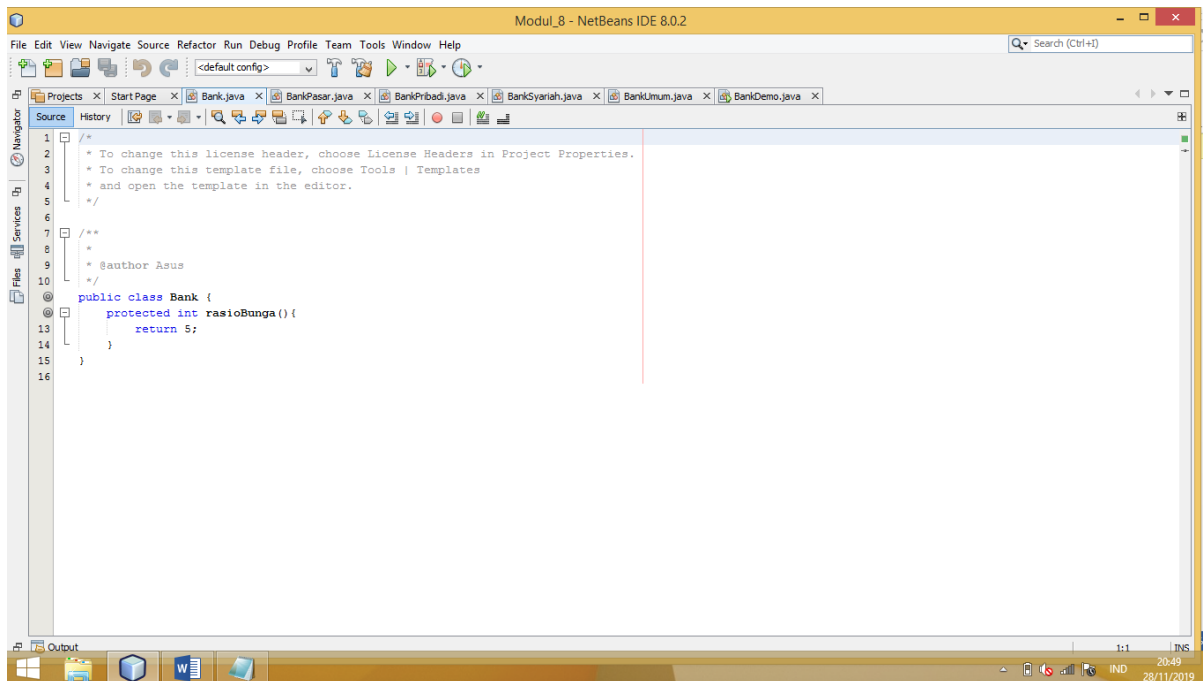 Modul_8 - NetBeans IDE 8.0.2
File Edit View Navigate Source Refactor Run Debug Profile Team Tools Window Help
Search (Ctrl+I)
<default config>
Projects Start Page Bank.java BankPasar.java BankPribadi.java BankSyariah.java BankUmum.java BankDemo.java
Source History
Navigator
Services
Files
1 /*
2 * To change this license header, choose License Headers in Project Properties.
3 * To change this template file, choose Tools | Templates
4 * and open the template in the editor.
5 */
6
7 /**
8 *
9 * @author Asus
10 */
public class Bank {
protected int rasioBunga(){
13 return 5;
14 }
15 }
16
Output
1:1 INS
IND
20:49
28/11/2019